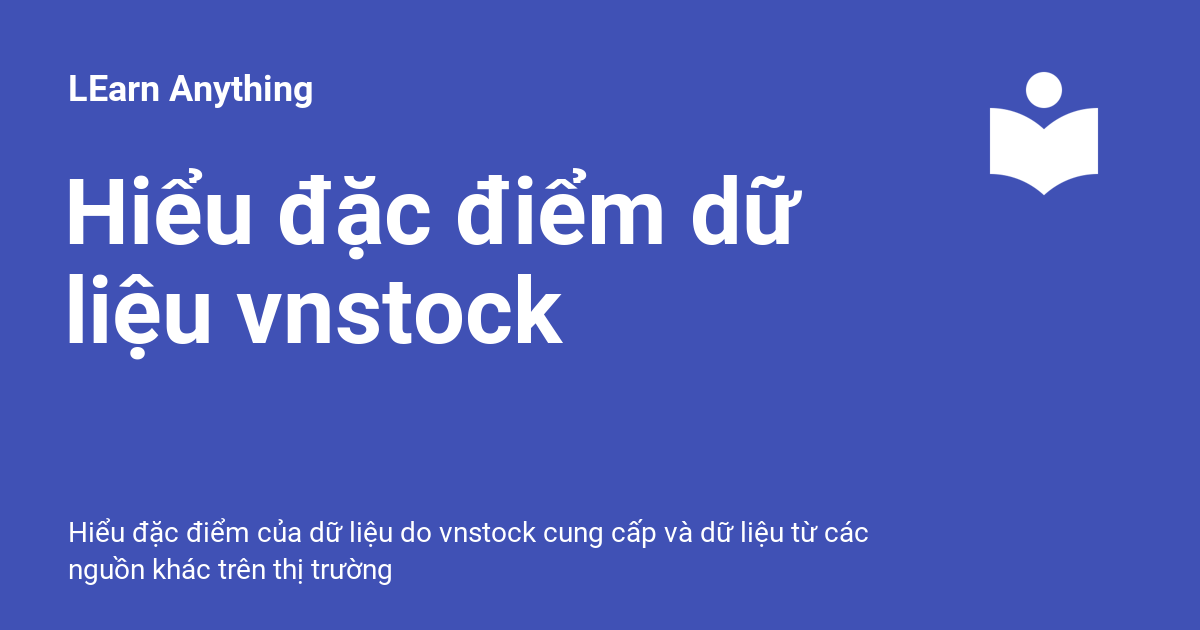 LEarn Anything
Hiểu đặc điểm dữ
liệu vnstock
Hiểu đặc điểm của dữ liệu do vnstock cung cấp và dữ liệu từ các
nguồn khác trên thị trường